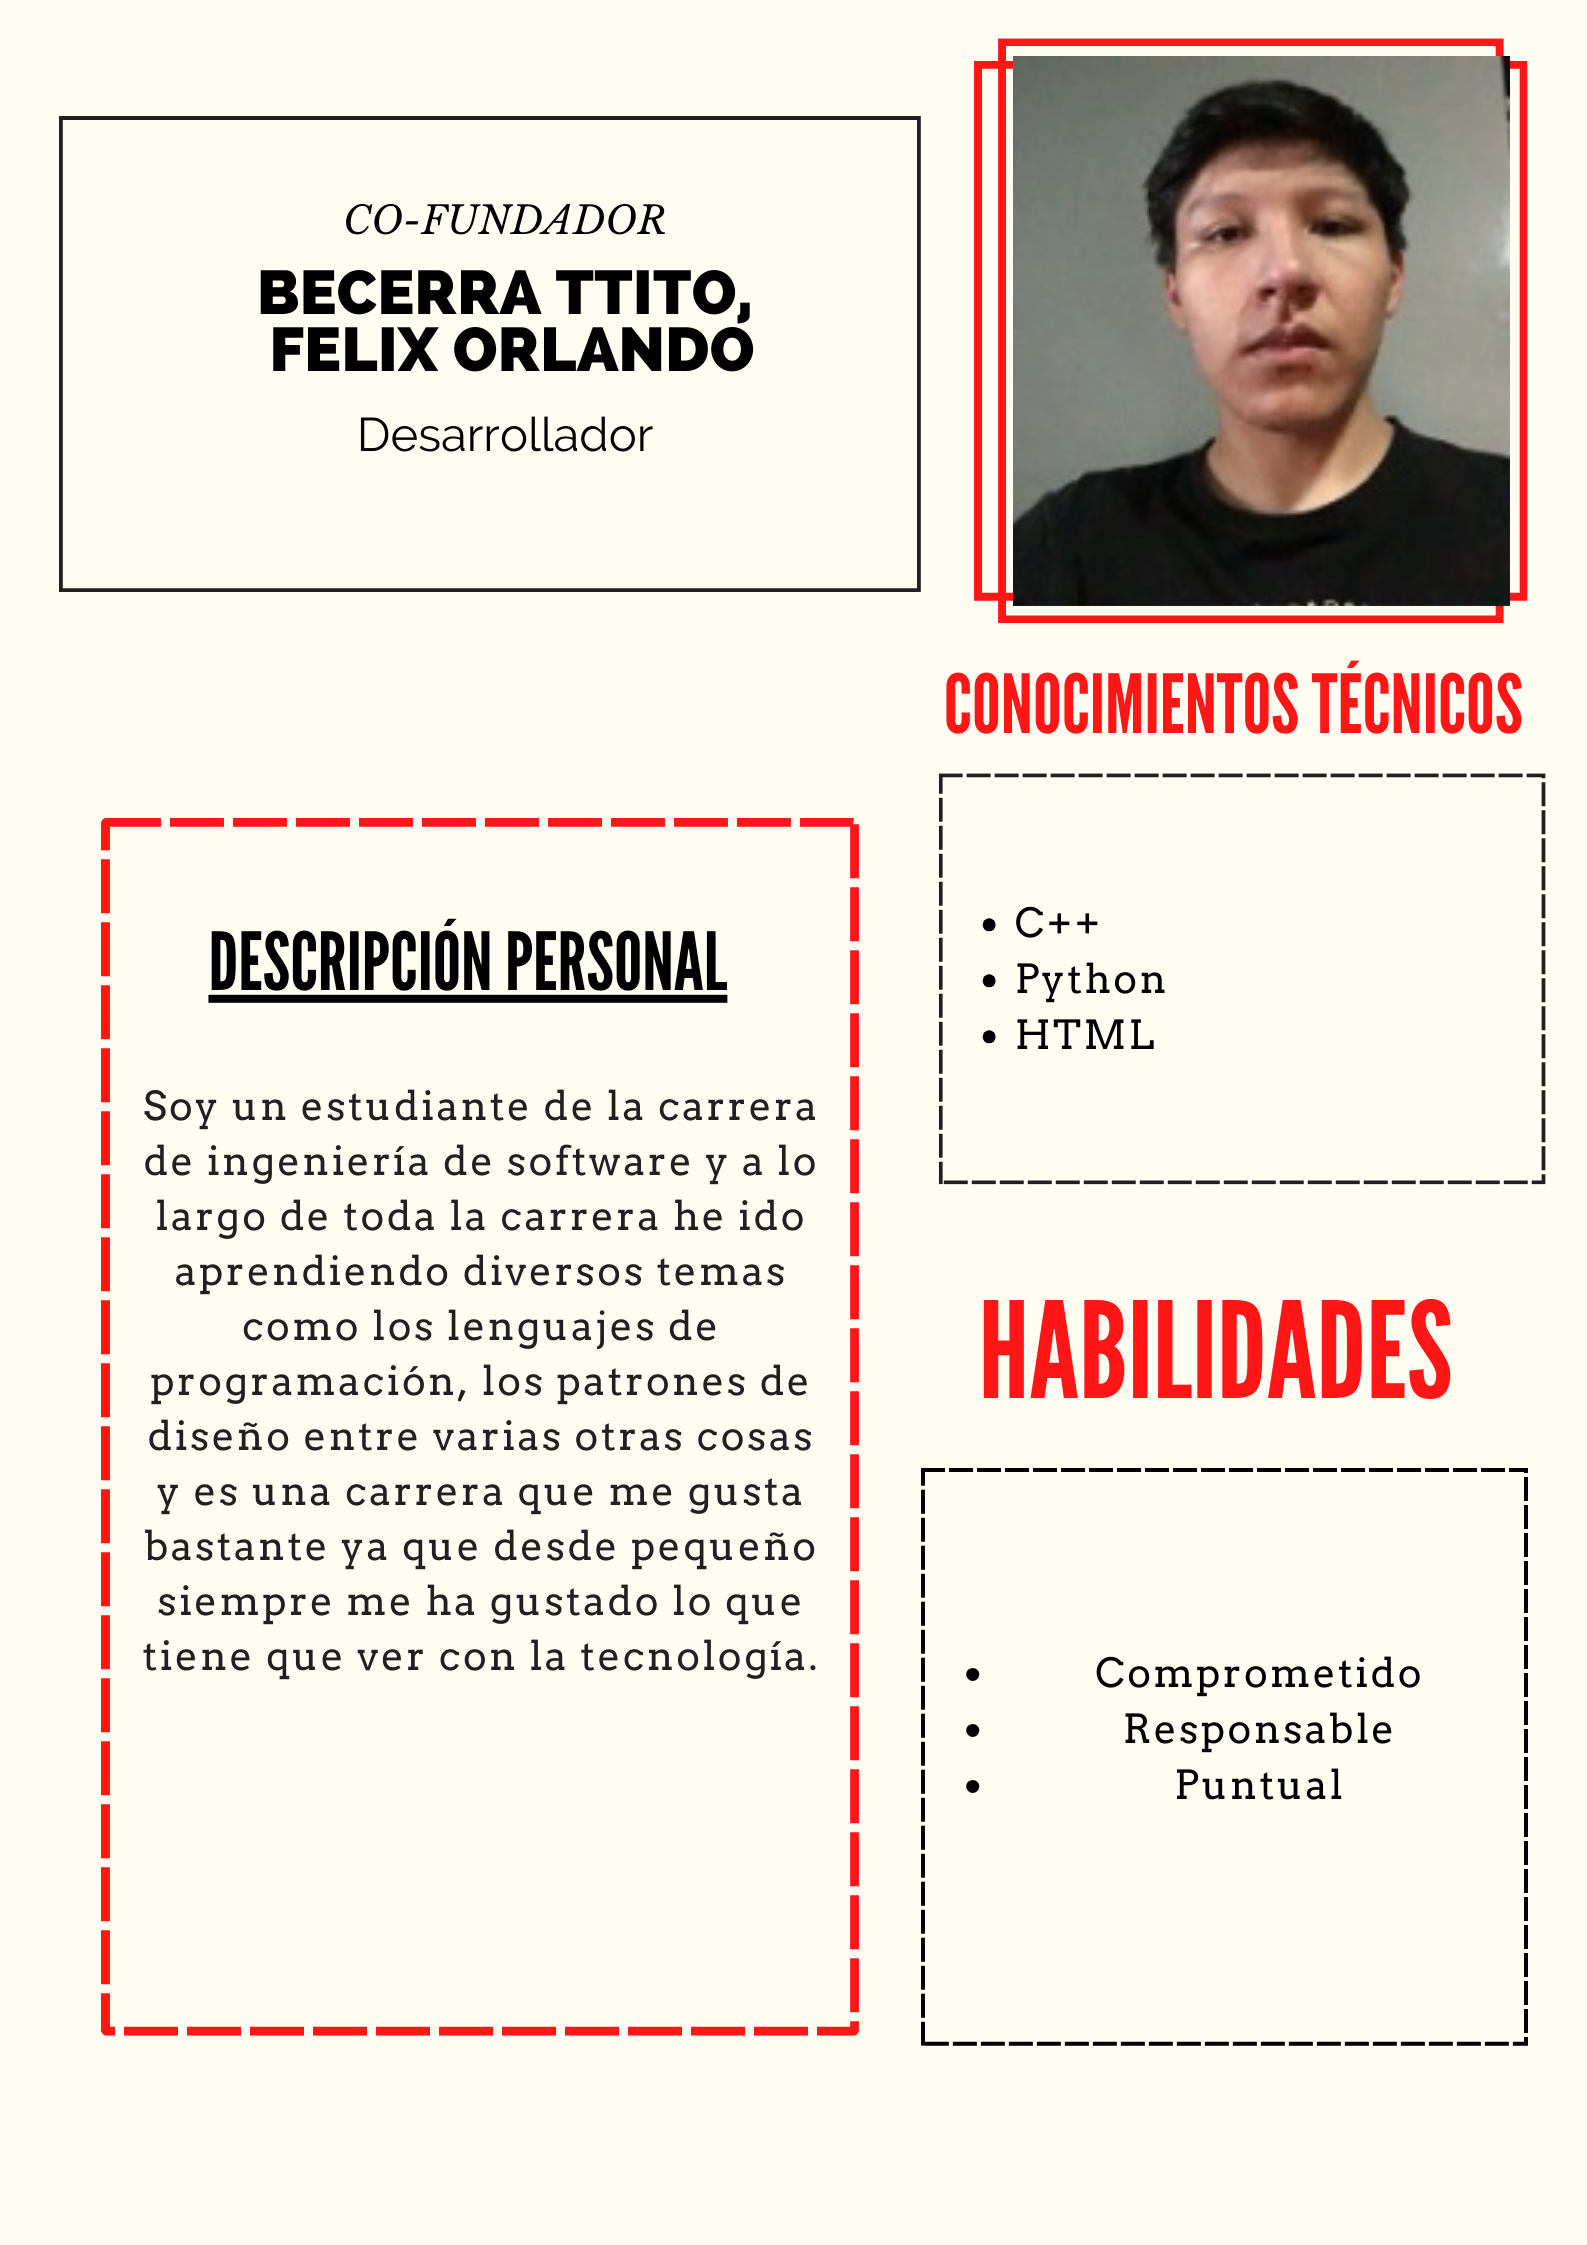 CO-FUNDADOR
BECERRA TTITO,
FELIX ORLANDO
Desarrollador
CONOCIMIENTOS TÉCNICOS
• C++
• Python
• HTML
DESCRIPCIÓN PERSONAL
Soy un estudiante de la carrera
de ingeniería de software y a lo
largo de toda la carrera he ido
aprendiendo diversos temas
como los lenguajes de
programación, los patrones de
diseño entre varias otras cosas
y es una carrera que me gusta
bastante ya que desde pequeño
siempre me ha gustado lo que
tiene que ver con la tecnología.
HABILIDADES
• Comprometido
• Responsable
• Puntual